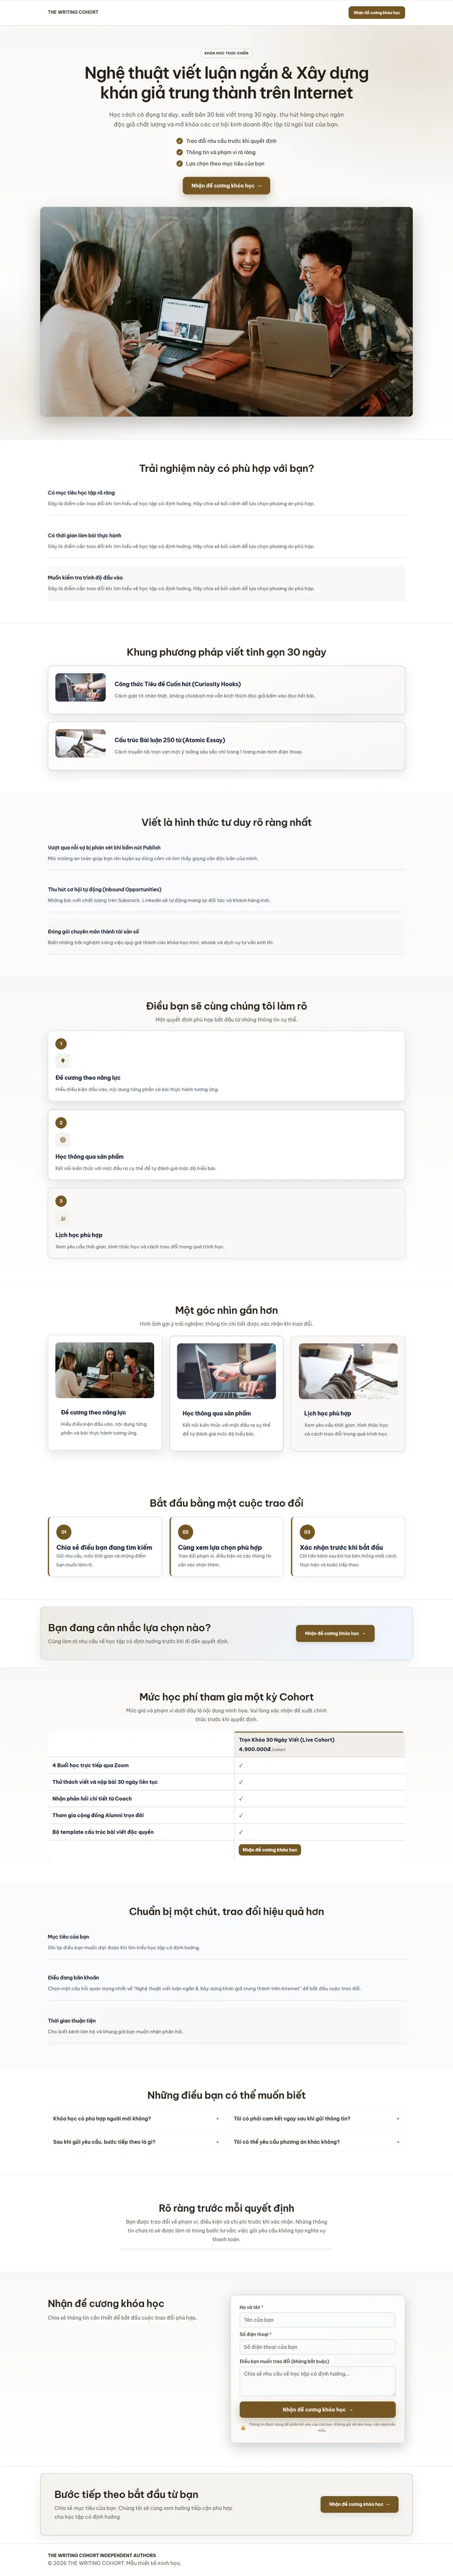 THE WRITING COHORT
Nhận đề cương khóa học
KHÓA HỌC THỰC CHIẾN
Nghệ thuật viết luận ngắn & Xây dựng
khán giả trung thành trên Internet
Học cách cô đọng tư duy, xuất bản 30 bài viết trong 30 ngày, thu hút hàng chục ngàn
độc giả chất lượng và mở khóa các cơ hội kinh doanh độc lập từ ngòi bút của bạn.
Trao đổi nhu cầu trước khi quyết định
Thông tin và phạm vi rõ ràng
Lựa chọn theo mục tiêu của bạn
Nhận đề cương khóa học →
Trải nghiệm này có phù hợp với bạn?
Có mục tiêu học tập rõ ràng
Đây là điểm cần trao đổi khi tìm hiểu về học tập có định hướng. Hãy chia sẻ bối cảnh để lựa chọn phương án phù hợp.
Có thời gian làm bài thực hành
Đây là điểm cần trao đổi khi tìm hiểu về học tập có định hướng. Hãy chia sẻ bối cảnh để lựa chọn phương án phù hợp.
Muốn kiểm tra trình độ đầu vào
Đây là điểm cần trao đổi khi tìm hiểu về học tập có định hướng. Hãy chia sẻ bối cảnh để lựa chọn phương án phù hợp.
Khung phương pháp viết tinh gọn 30 ngày
Công thức Tiêu đề Cuốn hút (Curiosity Hooks)
Cách giật tít chân thật, không clickbait mà vẫn kích thích độc giả bấm vào đọc hết bài.
Cấu trúc Bài luận 250 từ (Atomic Essay)
Cách truyền tải trọn vẹn một ý tưởng sâu sắc chỉ trong 1 trang màn hình điện thoại.
Viết là hình thức tư duy rõ ràng nhất
Vượt qua nỗi sợ bị phán xét khi bấm nút Publish
Môi trường an toàn giúp bạn rèn luyện sự dũng cảm và tìm thấy giọng văn độc bản của mình.
Thu hút cơ hội tự động (Inbound Opportunities)
Những bài viết chất lượng trên Substack, LinkedIn sẽ tự động mang lại đối tác và khách hàng mới.
Đóng gói chuyên môn thành tài sản số
Biến những trải nghiệm công việc quý giá thành các khóa học mini, ebook và dịch vụ tư vấn sinh lời.
Điều bạn sẽ cùng chúng tôi làm rõ
Một quyết định phù hợp bắt đầu từ những thông tin cụ thể.
1
Đề cương theo năng lực
Hiểu điều kiện đầu vào, nội dung từng phần và bài thực hành tương ứng.
2
Học thông qua sản phẩm
Kết nối kiến thức với một đầu ra cụ thể để tự đánh giá mức độ hiểu bài.
3
Lịch học phù hợp
Xem yêu cầu thời gian, hình thức học và cách trao đổi trong quá trình học.
Một góc nhìn gần hơn
Hình ảnh gợi ý trải nghiệm; thông tin chi tiết được xác nhận khi trao đổi.
Đề cương theo năng lực
Hiểu điều kiện đầu vào, nội dung từng
phần và bài thực hành tương ứng.
Học thông qua sản phẩm
Kết nối kiến thức với một đầu ra cụ thể
để tự đánh giá mức độ hiểu bài.
Lịch học phù hợp
Xem yêu cầu thời gian, hình thức học
và cách trao đổi trong quá trình học.
Bắt đầu bằng một cuộc trao đổi
01
Chia sẻ điều bạn đang tìm kiếm
Gửi nhu cầu, mốc thời gian và những điểm
bạn muốn làm rõ.
02
Cùng xem lựa chọn phù hợp
Trao đổi phạm vi, điều kiện và các thông tin
cần xác nhận thêm.
03
Xác nhận trước khi bắt đầu
Chỉ tiến hành sau khi hai bên thống nhất cách
thực hiện và bước tiếp theo.
Bạn đang cân nhắc lựa chọn nào?
Cùng làm rõ nhu cầu về học tập có định hướng trước khi đi đến quyết định.
Nhận đề cương khóa học →
Mức học phí tham gia một kỳ Cohort
Mức giá và phạm vi dưới đây là nội dung minh họa. Vui lòng xác nhận đề xuất chính
thức trước khi quyết định.
Trọn Khóa 30 Ngày Viết (Live Cohort)
4.900.000đ /cohort
4 Buổi học trực tiếp qua Zoom ✓
Thử thách viết và nộp bài 30 ngày liên tục ✓
Nhận phản hồi chi tiết từ Coach ✓
Tham gia cộng đồng Alumni trọn đời ✓
Bộ template cấu trúc bài viết độc quyền ✓
Nhận đề cương khóa học
Chuẩn bị một chút, trao đổi hiệu quả hơn
Mục tiêu của bạn
Ghi lại điều bạn muốn đạt được khi tìm hiểu học tập có định hướng.
Điều đang băn khoăn
Chọn một câu hỏi quan trọng nhất về "Nghệ thuật viết luận ngắn & Xây dựng khán giả trung thành trên Internet" để bắt đầu cuộc trao đổi.
Thời gian thuận tiện
Cho biết kênh liên hệ và khung giờ bạn muốn nhận phản hồi.
Những điều bạn có thể muốn biết
Khóa học có phù hợp người mới không? +
Tôi có phải cam kết ngay sau khi gửi thông tin? +
Sau khi gửi yêu cầu, bước tiếp theo là gì? +
Tôi có thể yêu cầu phương án khác không? +
Rõ ràng trước mỗi quyết định
Bạn được trao đổi về phạm vi, điều kiện và chi phí trước khi xác nhận. Những thông
tin chưa rõ sẽ được làm rõ trong bước tư vấn; việc gửi yêu cầu không tạo nghĩa vụ
thanh toán.
Nhận đề cương khóa học
Chia sẻ thông tin cần thiết để bắt đầu cuộc trao đổi phù hợp.
Họ và tên *
Tên của bạn
Số điện thoại *
Số điện thoại của bạn
Điều bạn muốn trao đổi (không bắt buộc)
Chia sẻ nhu cầu về học tập có định hướng...
Nhận đề cương khóa học →
Bước tiếp theo bắt đầu từ bạn
Chia sẻ mục tiêu của bạn. Chúng tôi sẽ cùng xem hướng tiếp cận phù hợp
cho học tập có định hướng.
Nhận đề cương khóa học →
THE WRITING COHORT INDEPENDENT AUTHORS
© 2026 THE WRITING COHORT. Mẫu thiết kế minh họa.